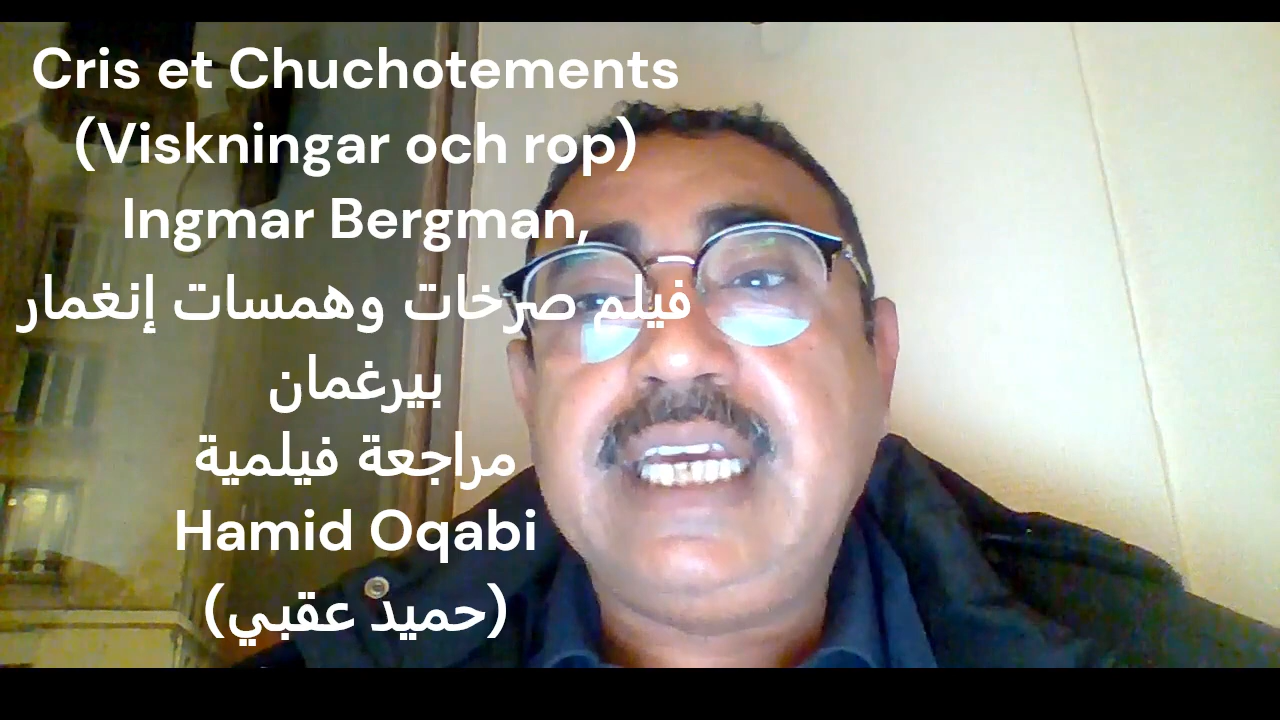 Cris et Chuchotements
(Viskningar och rop)
Ingmar Bergman,
فيلم صرخات وهمسات إنغمار
بيرغمان
مراجعة فيلمية
Hamid Oqabi
(حميد عقبي)